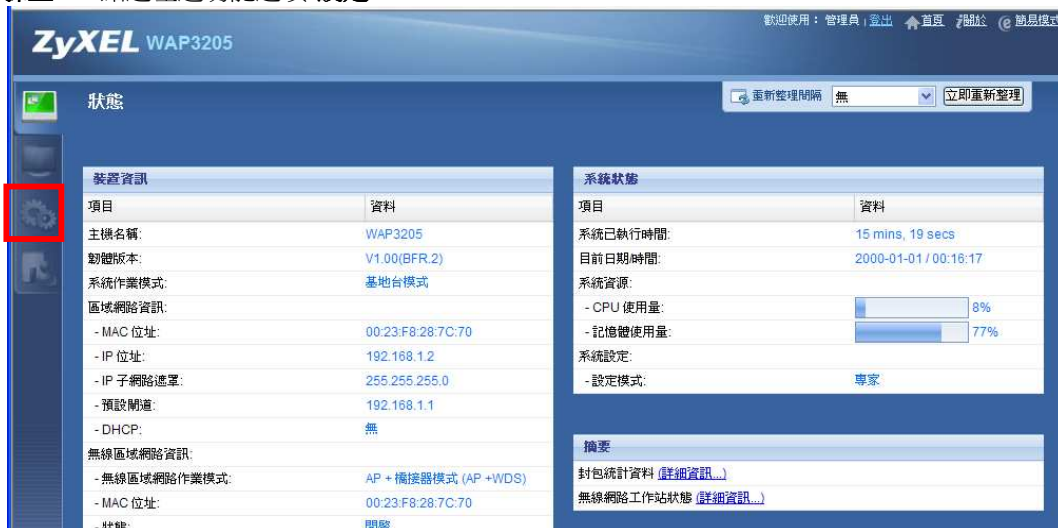 歡迎使用： 管理員 | 登出 首頁 關於 簡易模式
ZyXEL WAP3205
狀態
重新整理間隔 無 立即重新整理
裝置資訊
項目 資料
主機名稱: WAP3205
韌體版本: V1.00(BFR.2)
系統作業模式: 基地台模式
區域網路資訊:
- MAC 位址: 00:23:F8:28:7C:70
- IP 位址: 192.168.1.2
- IP 子網路遮罩: 255.255.255.0
- 預設閘道: 192.168.1.1
- DHCP: 無
無線區域網路資訊:
- 無線區域網路作業模式: AP + 橋接器模式 (AP +WDS)
- MAC 位址: 00:23:F8:28:7C:70
- 狀態:
系統狀態
項目 資料
系統已執行時間: 15 mins, 19 secs
目前日期/時間: 2000-01-01 / 00:16:17
系統資源:
- CPU 使用量: 8%
- 記憶體使用量: 77%
系統設定:
- 設定模式: 專家
摘要
封包統計資料 (詳細資訊...)
無線網路工作站狀態 (詳細資訊...)